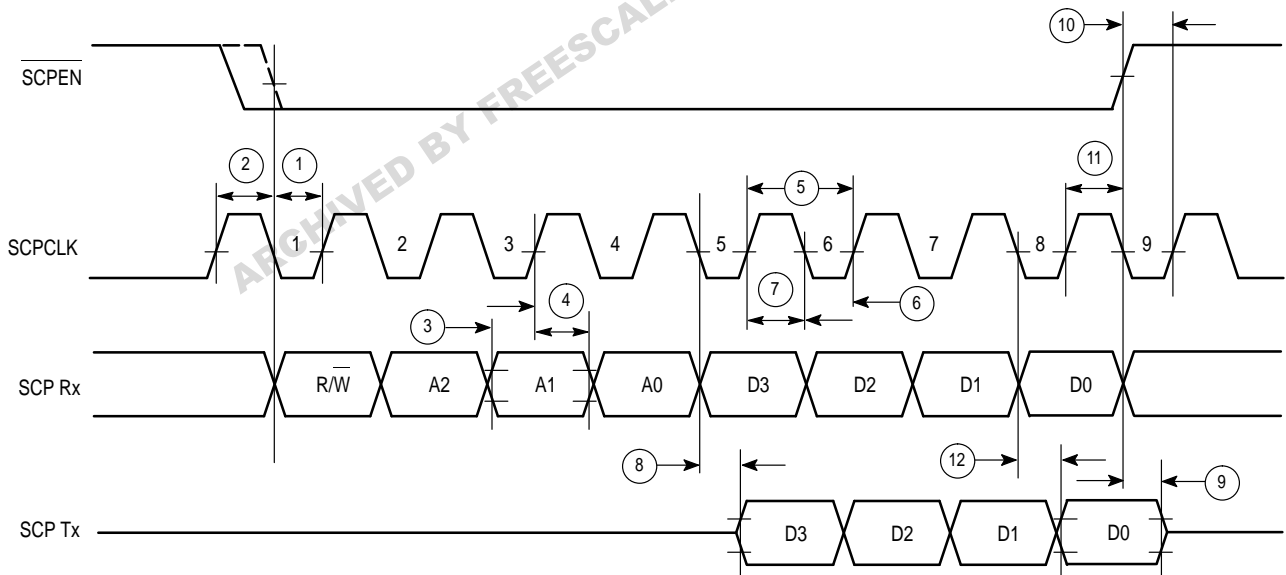 ARCHIVED BY FREESCALE
10
SCPEN
2 1 11
5
SCPCLK 1 2 3 4 5 6 7 8 9
7
4 6
3
SCP Rx R/W A2 A1 A0 D3 D2 D1 D0
8 12 9
SCP Tx D3 D2 D1 D0